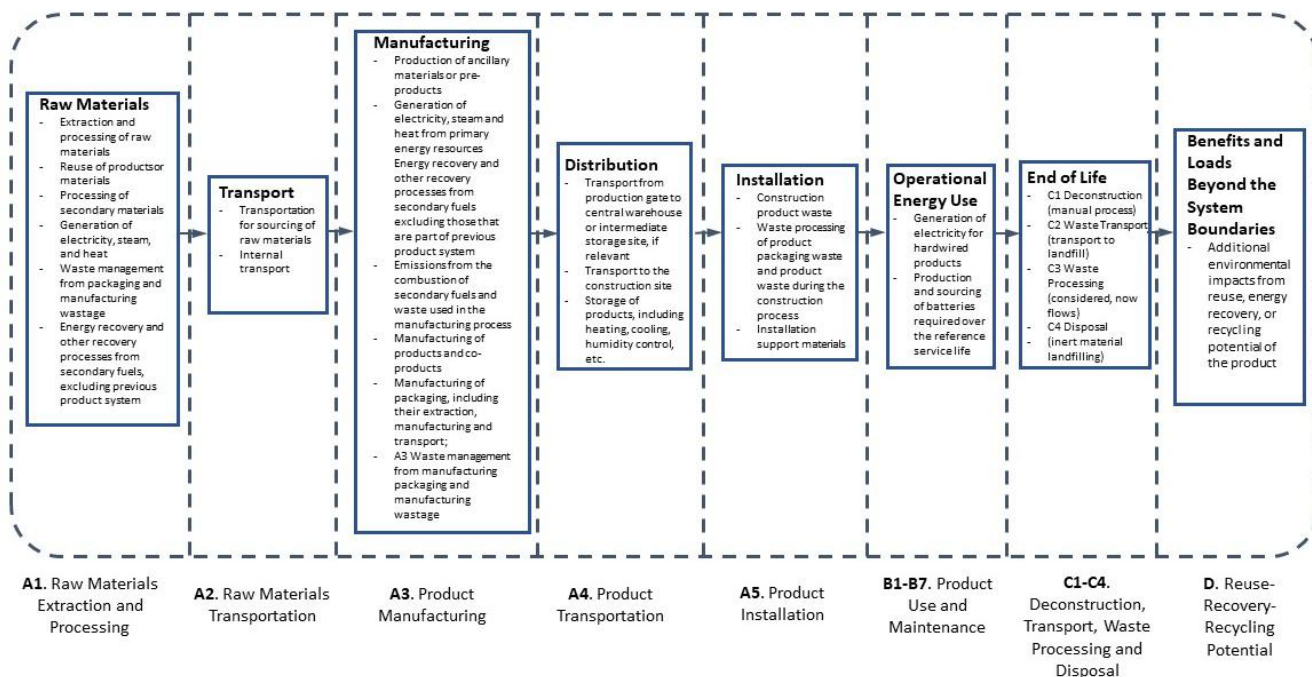 Raw Materials
- Extraction and
processing of raw
materials
- Reuse of productsor
materials
- Processing of
secondary materials
- Generation of
electricity, steam,
and heat
- Waste management
from packaging and
manufacturing
wastage
- Energy recovery and
other recovery
processes from
secondary fuels,
excluding previous
product system
Transport
- Transportation
for sourcing of
raw materials
- Internal
transport
Manufacturing
- Production of ancillary
materials or pre-
products
- Generation of
electricity, steam and
heat from primary
energy resources
Energy recovery and
other recovery
processes from
secondary fuels
excluding those that
are part of previous
product system
- Emissions from the
combustion of
secondary fuels and
waste used in the
manufacturing process
- Manufacturing of
products and co-
products
- Manufacturing of
packaging, including
their extraction,
manufacturing and
transport;
- A3 Waste management
from manufacturing
packaging and
manufacturing
wastage
Distribution
- Transport from
production gate to
central warehouse
or intermediate
storage site, if
relevant
- Transport to the
construction site
- Storage of
products, including
heating, cooling,
humidity control,
etc.
Installation
- Construction
product waste
- Waste processing
of product
packaging waste
and product
waste during the
construction
process
- Installation
support materials
Operational
Energy Use
- Generation of
electricity for
hardwired
products
- Production
and sourcing of
batteries
required over
the reference
service life
End of Life
- C1 Deconstruction
(manual process)
- C2 Waste Transport
- (transport to
landfill)
- C3 Waste
Processing
(considered, now
flows)
- C4 Disposal
- (inert material
landfilling)
Benefits and
Loads
Beyond the
System
Boundaries
- Additional
environmental
impacts from
reuse, energy
recovery, or
recycling
potential of
the product
A1. Raw Materials
Extraction and
Processing
A2. Raw Materials
Transportation
A3. Product
Manufacturing
A4. Product
Transportation
A5. Product
Installation
B1-B7. Product
Use and
Maintenance
C1-C4.
Deconstruction,
Transport, Waste
Processing and
Disposal
D. Reuse-
Recovery-
Recycling
Potential